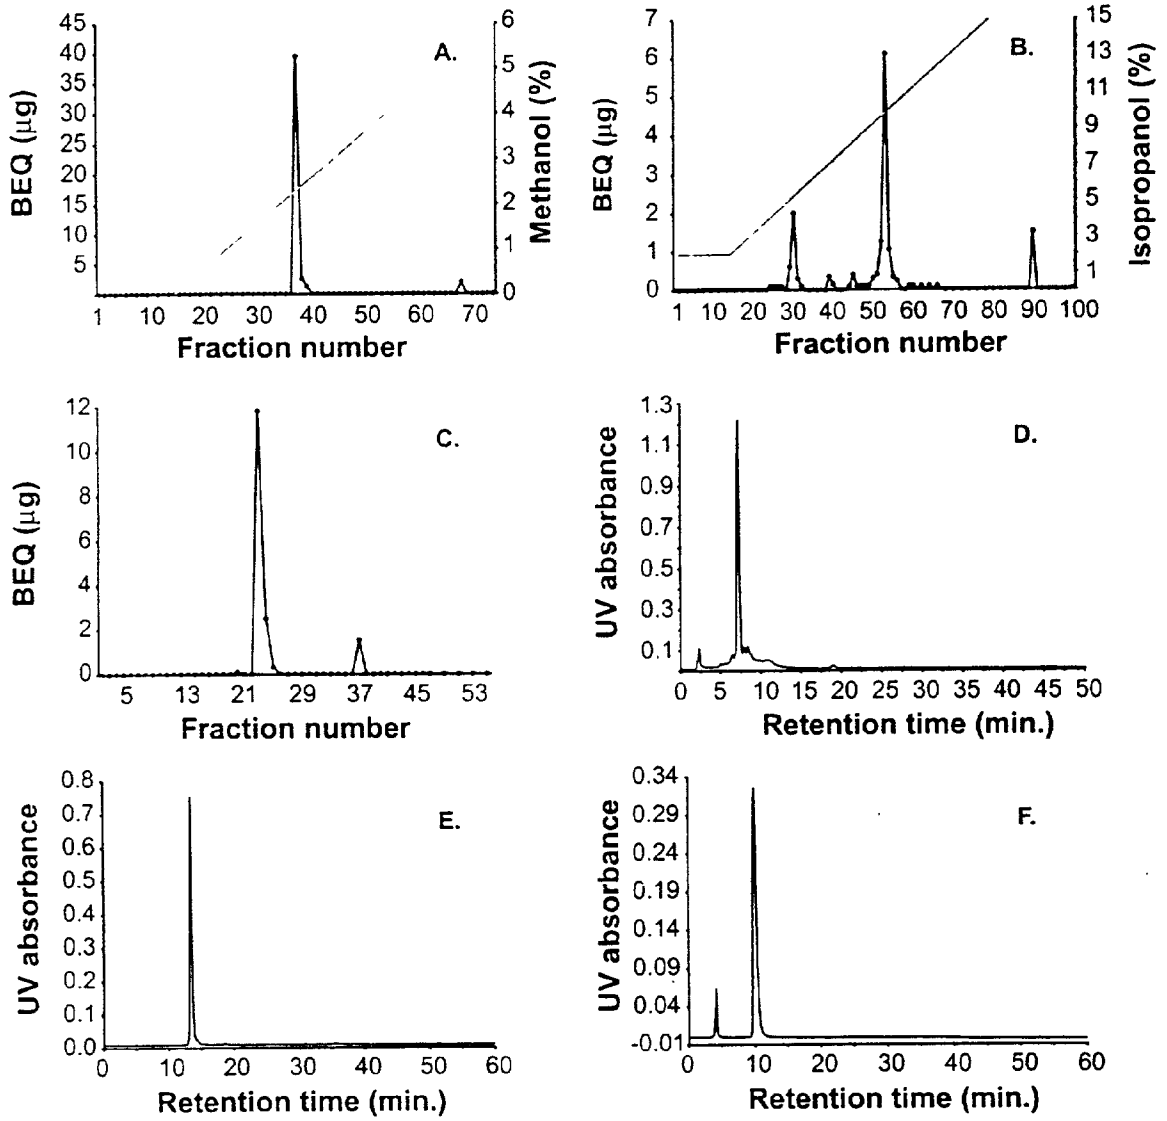 A.
BEQ (µg)
45
40
35
30
25
20
15
10
5
Methanol (%)
6
5
4
3
2
1
0
1 10 20 30 40 50 60 70
Fraction number
B.
BEQ (µg)
7
6
5
4
3
2
1
0
Isopropanol (%)
15
13
11
9
7
5
3
1
1 10 20 30 40 50 60 70 80 90 100
Fraction number
C.
BEQ (µg)
12
10
8
6
4
2
0
5 13 21 29 37 45 53
Fraction number
D.
UV absorbance
1.3
1.1
0.9
0.7
0.5
0.3
0.1
0 5 10 15 20 25 30 35 40 45 50
Retention time (min.)
E.
UV absorbance
0.8
0.7
0.6
0.5
0.4
0.3
0.2
0.1
0.0
0 10 20 30 40 50 60
Retention time (min.)
F.
UV absorbance
0.34
0.29
0.24
0.19
0.14
0.09
0.04
-0.01
0 10 20 30 40 50 60
Retention time (min.)